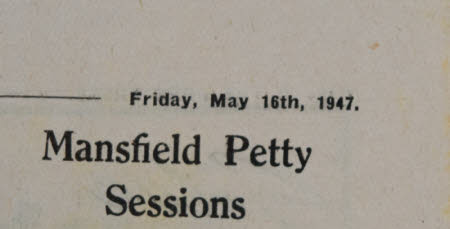 Friday, May 16th, 1947.
Mansfield Petty
Sessions